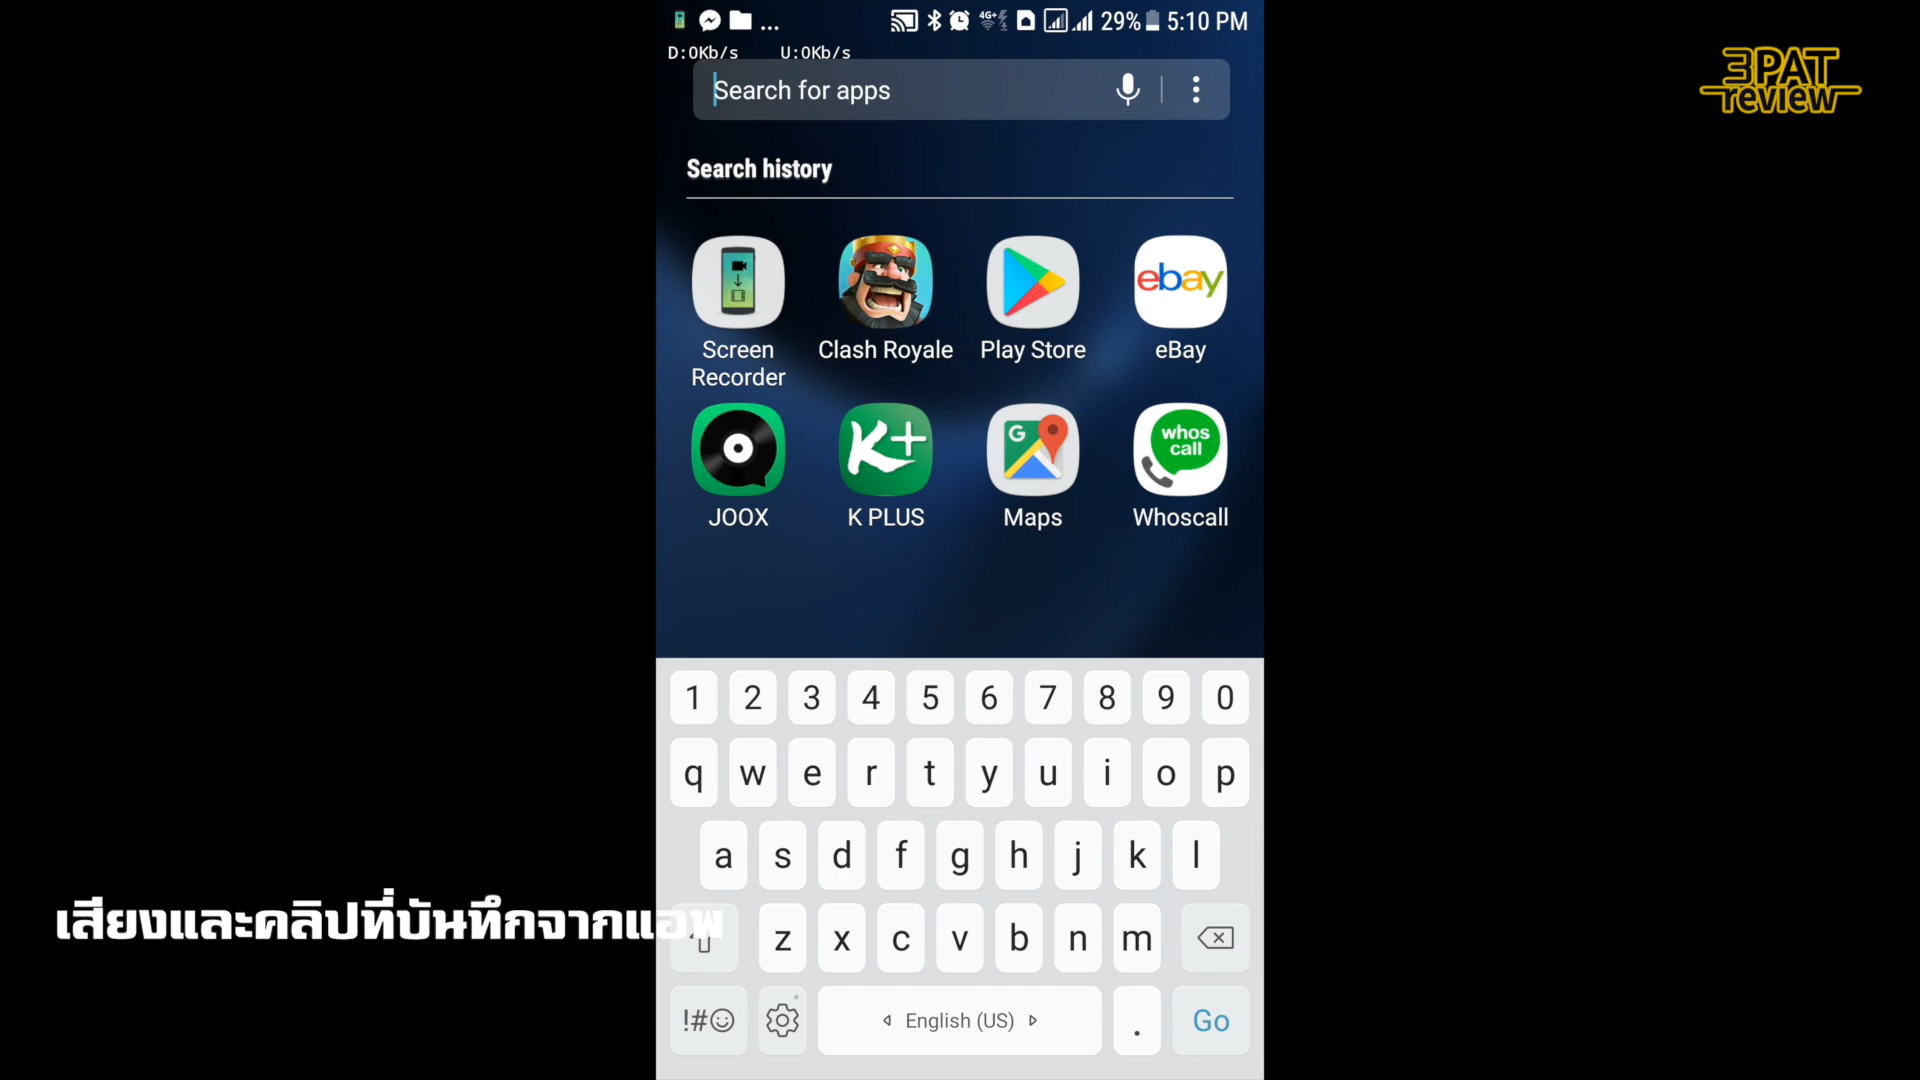 ... 4G+ 29% 5:10 PM
D:0Kb/s U:0Kb/s
3PAT
review
Search for apps
Search history
ebay
Screen Recorder
Clash Royale
Play Store
eBay
K+
G
whos call
JOOX
K PLUS
Maps
Whoscall
1 2 3 4 5 6 7 8 9 0
q w e r t y u i o p
a s d f g h j k l
เสียงและคลิปที่บันทึกจากแอพ
z x c v b n m
!#☺ English (US) . Go